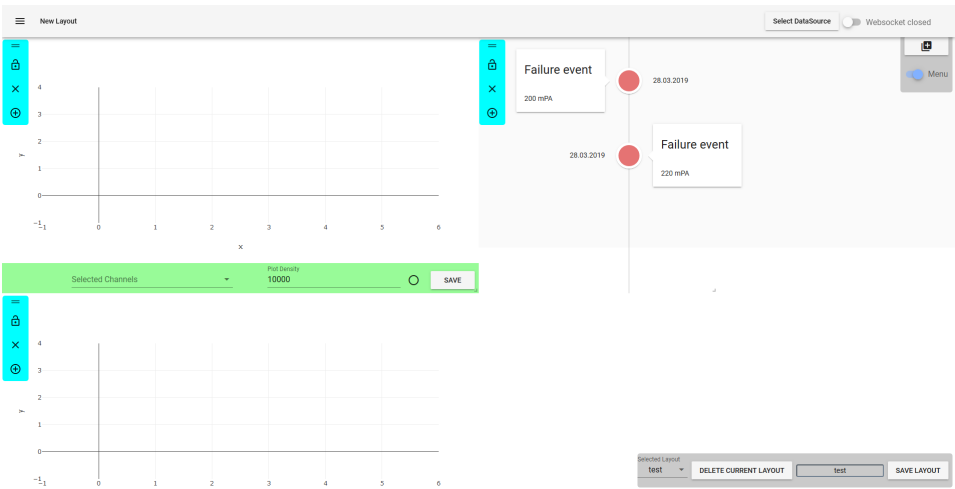 New Layout
Select DataSource
Websocket closed
Menu
Failure event
200 mPA
28.03.2019
Failure event
220 mPA
28.03.2019
4
3
2
1
0
−1
y
−1 0 1 2 3 4 5 6
x
Selected Channels
Plot Density
10000
SAVE
4
3
2
1
0
−1
y
−1 0 1 2 3 4 5 6
Selected Layout
test
DELETE CURRENT LAYOUT
test
SAVE LAYOUT